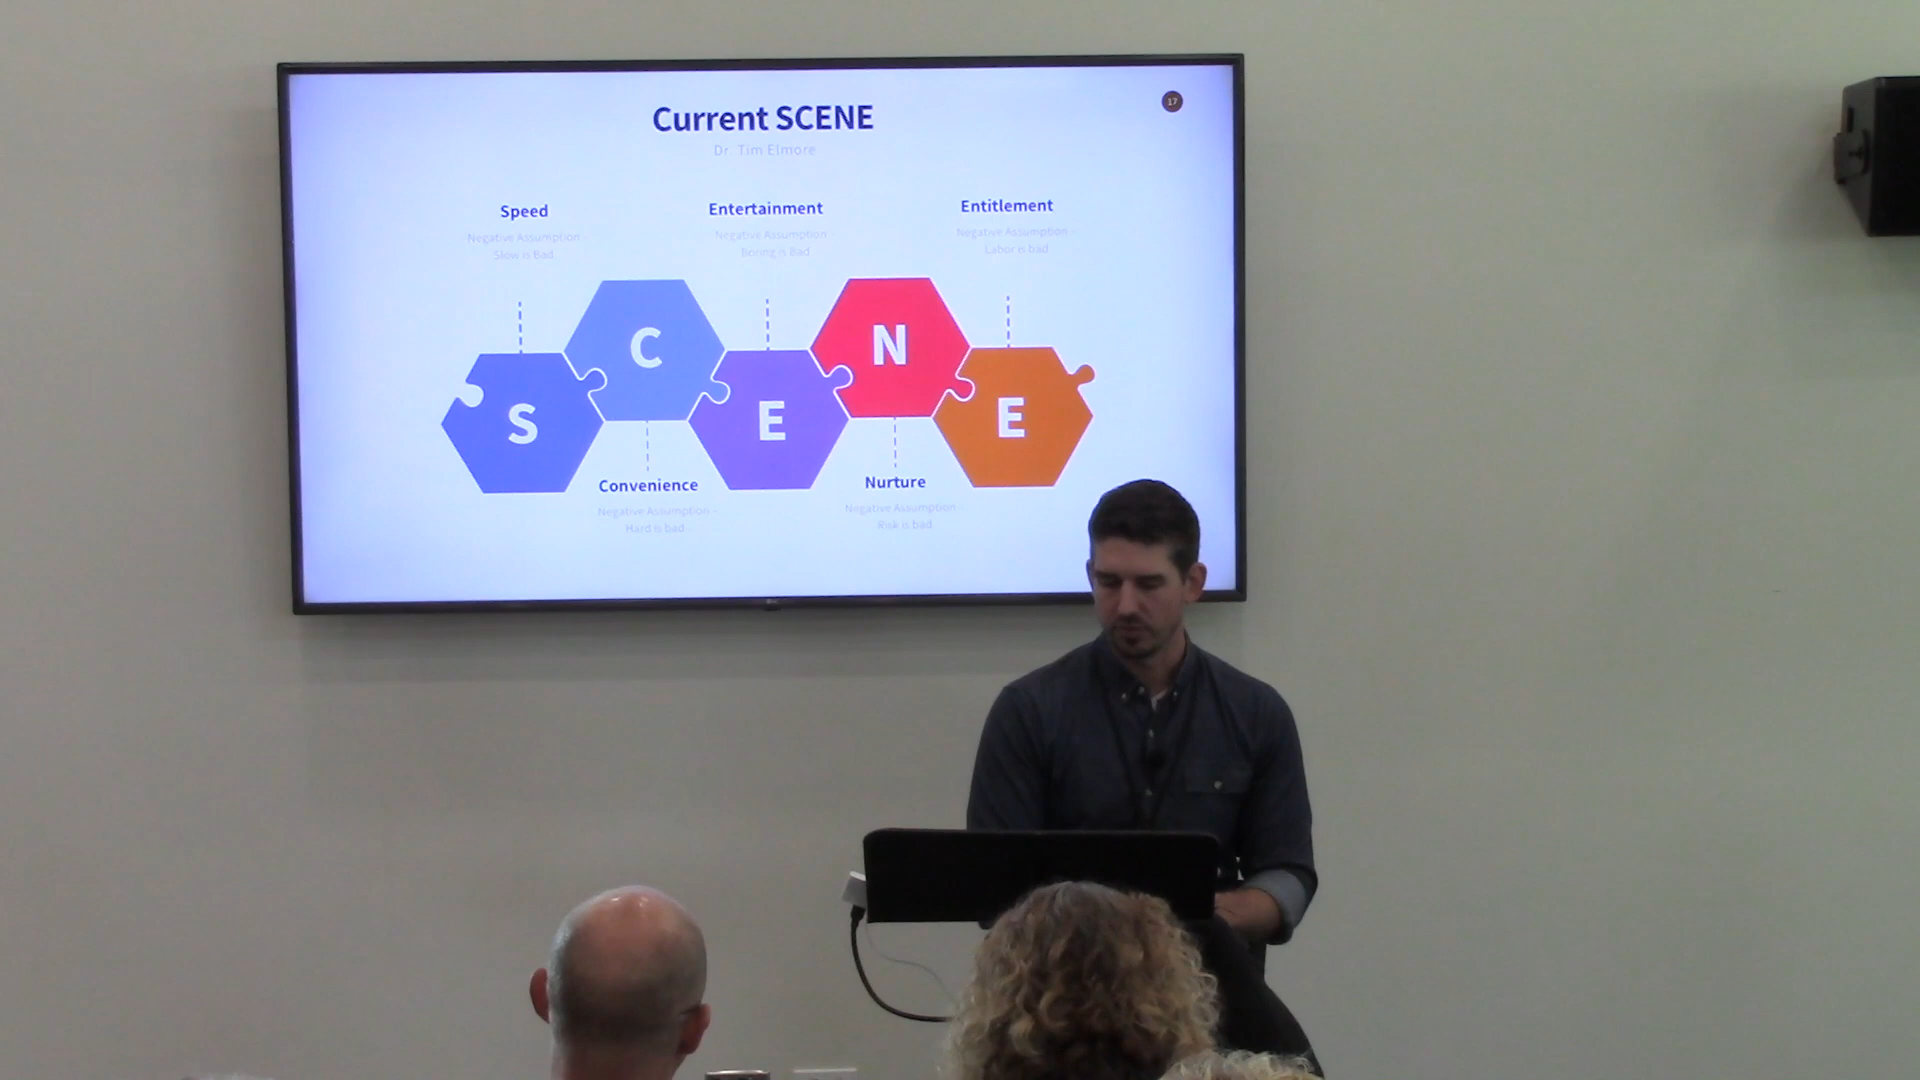 Current SCENE
17
Dr. Tim Elmore
Speed
Negative Assumption
Slow is Bad
Entertainment
Negative Assumption
Boring is Bad
Entitlement
Negative Assumption -
Labor is bad
S
C
E
N
E
Convenience
Negative Assumption -
Hard is bad
Nurture
Negative Assumption -
Risk is bad